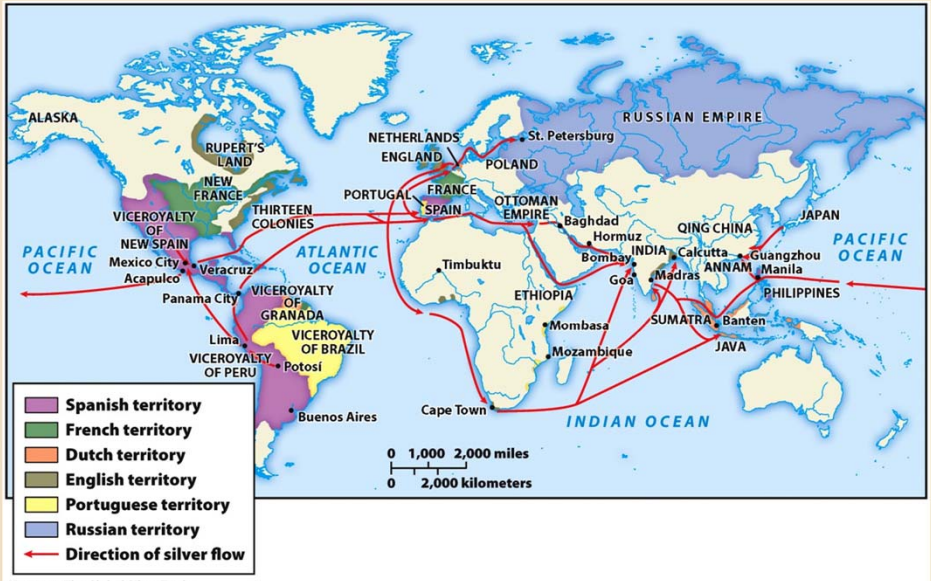 ALASKA
RUPERT'S
LAND
NEW
FRANCE
THIRTEEN
COLONIES
VICEROYALTY
OF
NEW SPAIN
Mexico City
Acapulco
Veracruz
Panama City
VICEROYALTY
OF
GRANADA
VICEROYALTY
OF BRAZIL
Lima
VICEROYALTY
OF PERU
Potosí
Buenos Aires
PACIFIC
OCEAN
ATLANTIC
OCEAN
NETHERLANDS
ENGLAND
St. Petersburg
POLAND
FRANCE
PORTUGAL
SPAIN
OTTOMAN
EMPIRE
RUSSIAN EMPIRE
Baghdad
Hormuz
Timbuktu
ETHIOPIA
Mombasa
Mozambique
Cape Town
Bombay
INDIA
Calcutta
Goa
Madras
QING CHINA
JAPAN
Guangzhou
ANNAM
Manila
PHILIPPINES
SUMATRA
Banten
JAVA
PACIFIC
OCEAN
INDIAN OCEAN
0 1,000 2,000 miles
0 2,000 kilometers
Spanish territory
French territory
Dutch territory
English territory
Portuguese territory
Russian territory
Direction of silver flow